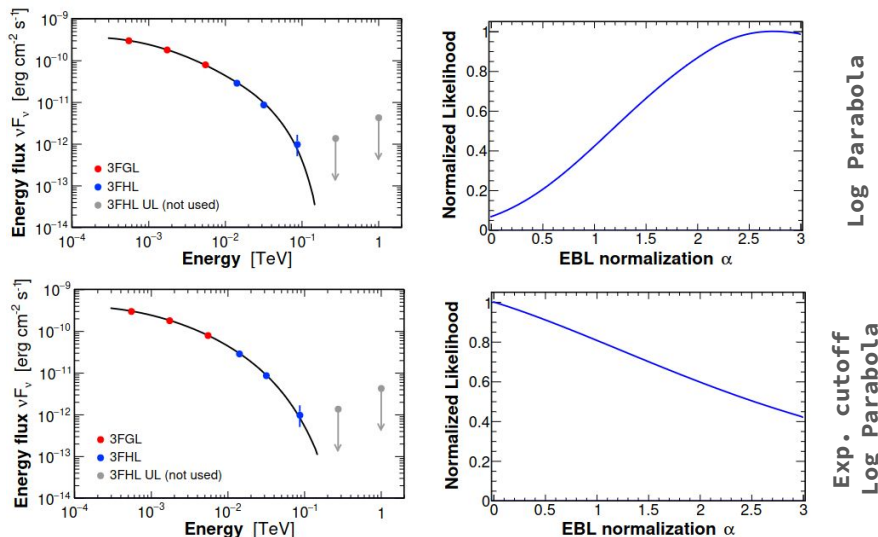 Energy flux νFν [erg cm-2 s-1]
10−9
10−10
10−11
10−12
10−13
10−14
3FGL
3FHL
3FHL UL (not used)
10−4 10−3 10−2 10−1 1
Energy [TeV]
Normalized Likelihood
1
0.8
0.6
0.4
0.2
0
0 0.5 1 1.5 2 2.5 3
EBL normalization α
Log Parabola
Energy flux νFν [erg cm-2 s-1]
10−9
10−10
10−11
10−12
10−13
10−14
3FGL
3FHL
3FHL UL (not used)
10−4 10−3 10−2 10−1 1
Energy [TeV]
Normalized Likelihood
1
0.8
0.6
0.4
0.2
0
0 0.5 1 1.5 2 2.5 3
EBL normalization α
Exp. cutoff
Log Parabola